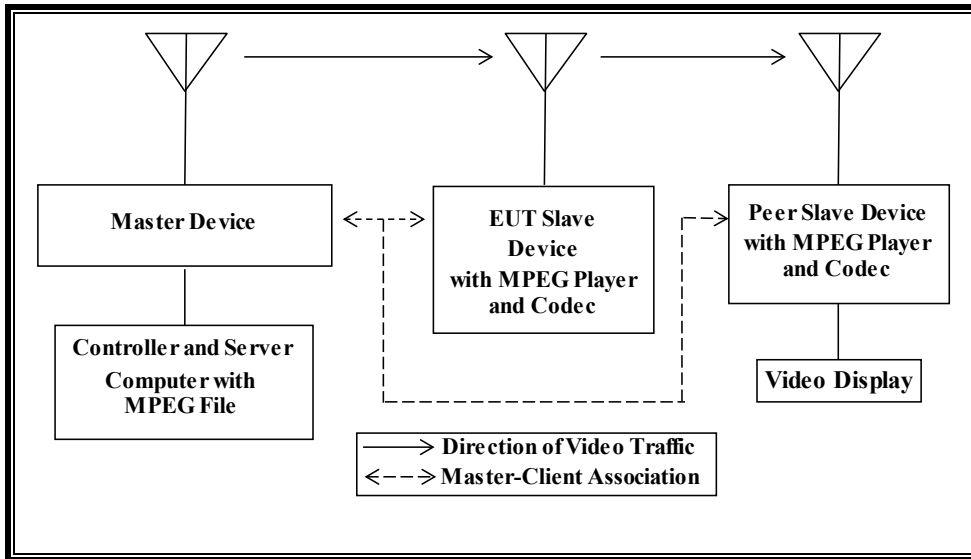 Master Device
EUT Slave
Device
with MPEG Player
and Codec
Peer Slave Device
with MPEG Player
and Codec
Controller and Server
Computer with
MPEG File
Video Display
Direction of Video Traffic
Master-Client Association